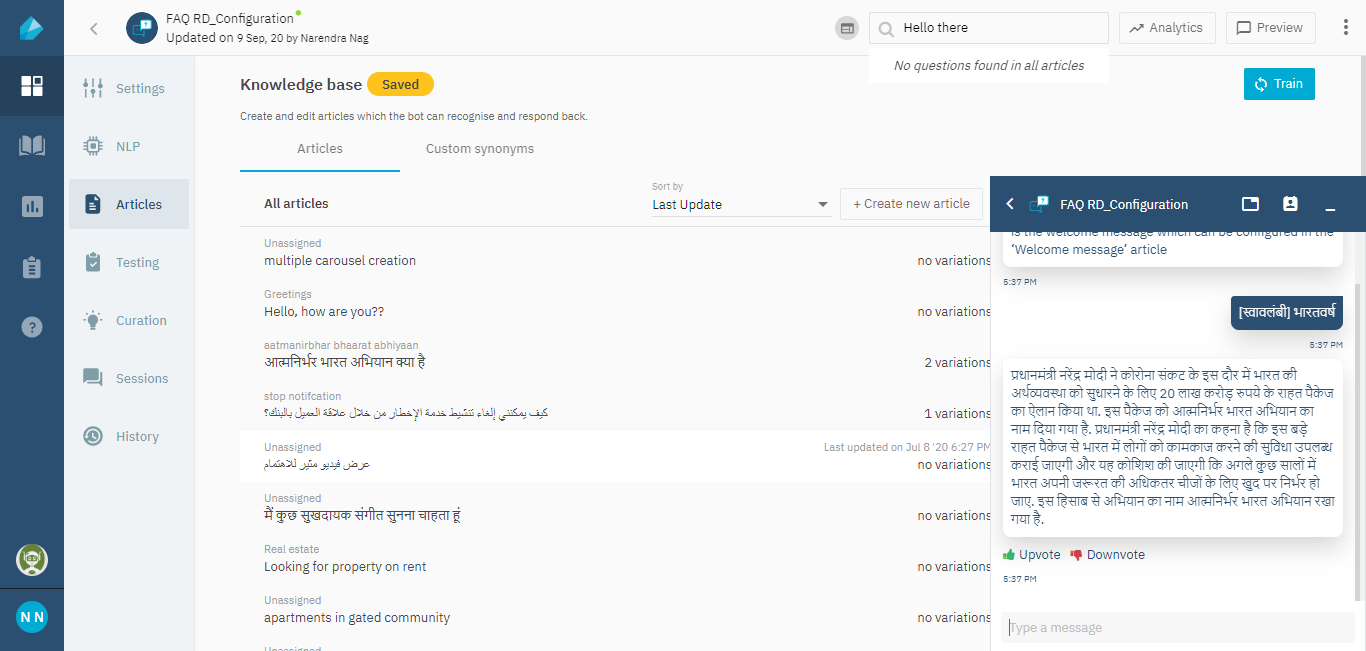 FAQ RD_Configuration
Updated on 9 Sep, 20 by Narendra Nag
Hello there
Analytics
Preview
No questions found in all articles
Settings
NLP
Articles
Testing
Curation
Sessions
History
N N
Knowledge base Saved
Train
Create and edit articles which the bot can recognise and respond back.
Articles Custom synonyms
All articles
Sort by
Last Update
+ Create new article
Unassigned
multiple carousel creation no variations
Greetings
Hello, how are you?? no variations
aatmanirbhar bhaarat abhiyaan
आत्मनिर्भर भारत अभियान क्या है 2 variations
stop notifcation
كيف يمكنني إلغاء تنشيط خدمة الإخطار من خلال علاقة العميل بالبنك؟ 1 variations
Unassigned Last updated on Jul 8 '20 6:27 PM
عرض فيديو مثير للاهتمام no variations
Unassigned
मैं कुछ सुखदायक संगीत सुनना चाहता हूं no variations
Real estate
Looking for property on rent no variations
Unassigned
apartments in gated community no variations
Unassigned
FAQ RD_Configuration
is the welcome message which can be configured in the
‘Welcome message’ article
5:37 PM
[स्वावलंबी] भारतवर्ष
5:37 PM
प्रधानमंत्री नरेंद्र मोदी ने कोरोना संकट के इस दौर में भारत की
अर्थव्यवस्था को सुधारने के लिए 20 लाख करोड़ रुपये के राहत पैकेज
का ऐलान किया था. इस पैकेज को आत्मनिर्भर भारत अभियान का
नाम दिया गया है. प्रधानमंत्री नरेंद्र मोदी का कहना है कि इस बड़े
राहत पैकेज से भारत में लोगों को कामकाज करने की सुविधा उपलब्ध
कराई जाएगी और यह कोशिश की जाएगी कि अगले कुछ सालों में
भारत अपनी जरूरत की अधिकतर चीजों के लिए खुद पर निर्भर हो
जाए. इस हिसाब से अभियान का नाम आत्मनिर्भर भारत अभियान रखा
गया है.
Upvote Downvote
5:37 PM
Type a message